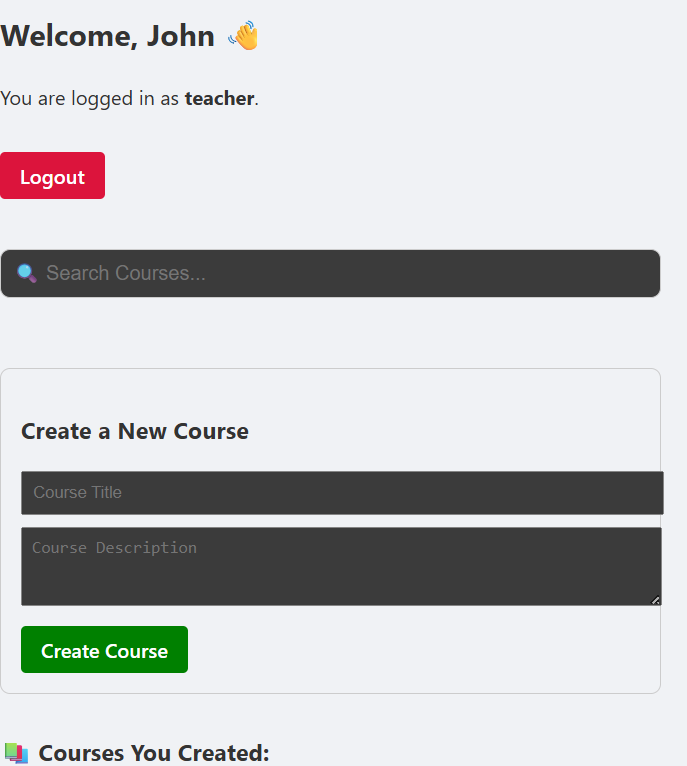 Welcome, John 👋
You are logged in as teacher.
Logout
🔍 Search Courses...
Create a New Course
Course Title
Course Description
Create Course
📚 Courses You Created: